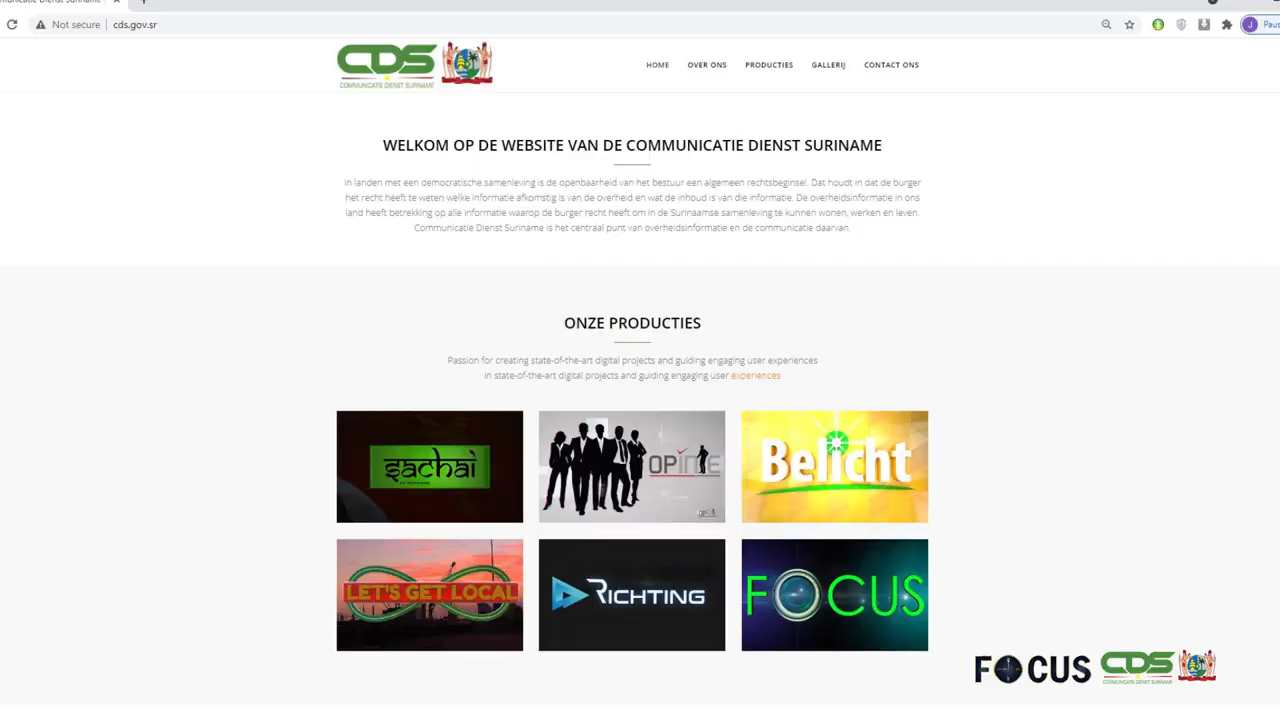 Communicatie Dienst Suriname
Not secure
cds.gov.sr
J
Paus
CDS
COMMUNICATIE DIENST SURINAME
HOME
OVER ONS
PRODUCTIES
GALLERIJ
CONTACT ONS
WELKOM OP DE WEBSITE VAN DE COMMUNICATIE DIENST SURINAME
In landen met een democratische samenleving is de openbaarheid van het bestuur een algemeen rechtsbeginsel. Dat houdt in dat de burger
het recht heeft te weten welke informatie afkomstig is van de overheid en wat de inhoud is van die informatie. De overheidsinformatie in ons
land heeft betrekking op alle informatie waarop de burger recht heeft om in de Surinaamse samenleving te kunnen wonen, werken en leven.
Communicatie Dienst Suriname is het centraal punt van overheidsinformatie en de communicatie daarvan.
ONZE PRODUCTIES
Passion for creating state-of-the-art digital projects and guiding engaging user experiences
in state-of-the-art digital projects and guiding engaging user experiences
sachai
OPINIE
Belicht
LET'S GET LOCAL
RICHTING
FOCUS
FOCUS
CDS
COMMUNICATIE DIENST SURINAME